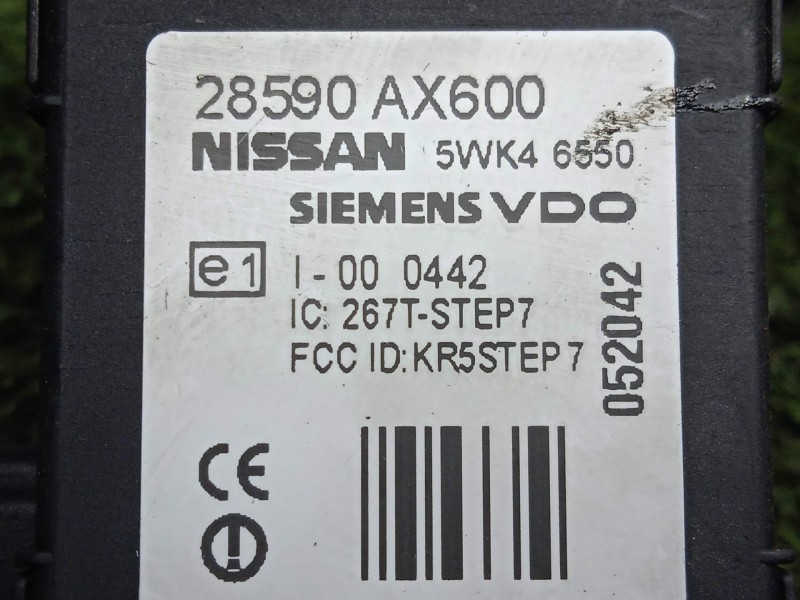 28590 AX600
NISSAN 5WK4 6550
SIEMENS VDO
e1 I-00 0442
IC: 267T-STEP7
FCC ID: KR5STEP7
052042
CE